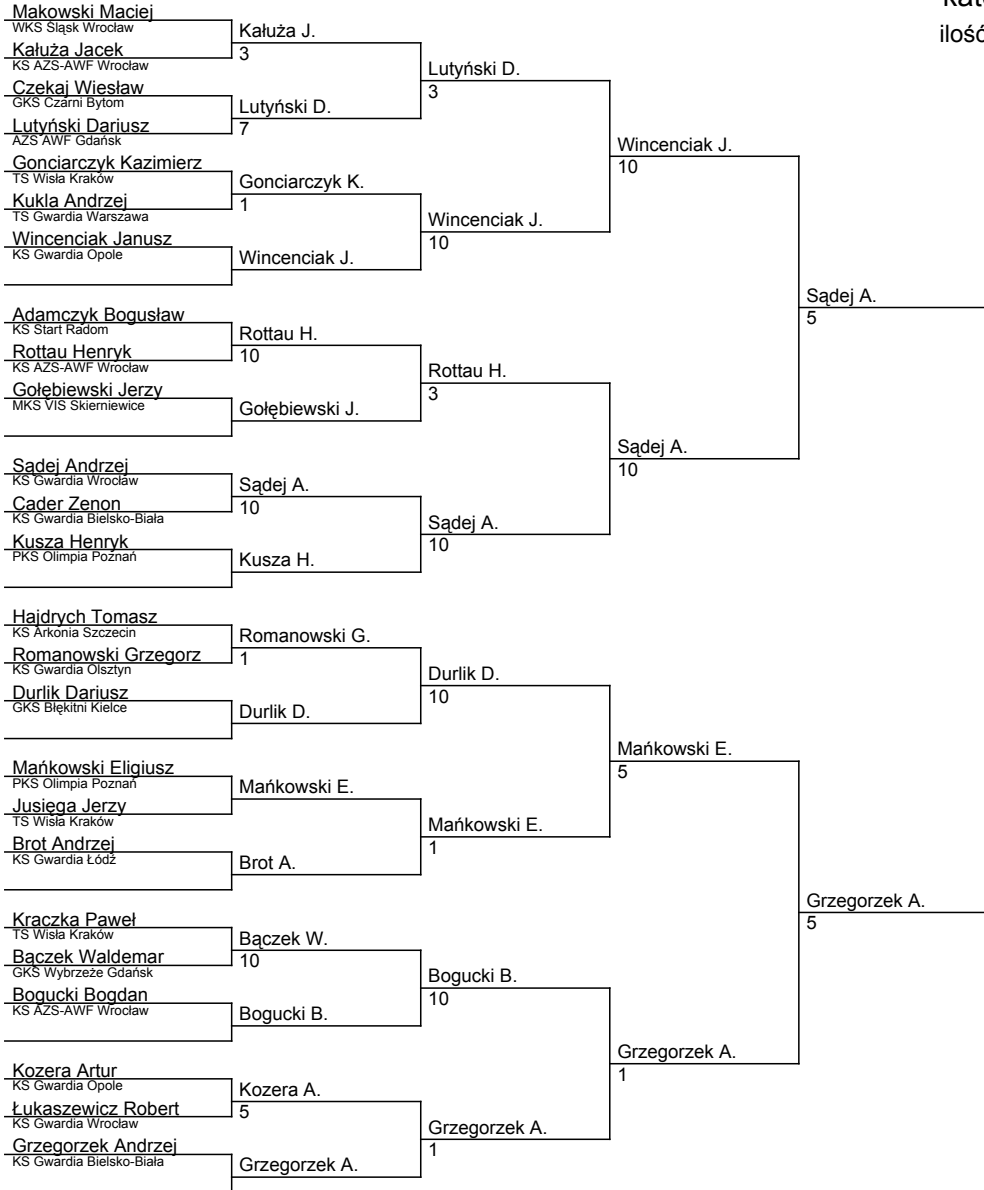 Makowski Maciej
WKS Śląsk Wrocław
Kałuża Jacek
KS AZS-AWF Wrocław
Czekaj Wiesław
GKS Czarni Bytom
Lutyński Dariusz
AZS AWF Gdańsk
Gonciarczyk Kazimierz
TS Wisła Kraków
Kukla Andrzej
TS Gwardia Warszawa
Wincenciak Janusz
KS Gwardia Opole
Adamczyk Bogusław
KS Start Radom
Rottau Henryk
KS AZS-AWF Wrocław
Gołębiewski Jerzy
MKS VIS Skierniewice
Sądej Andrzej
KS Gwardia Wrocław
Cader Zenon
KS Gwardia Bielsko-Biała
Kusza Henryk
PKS Olimpia Poznań
Hajdrych Tomasz
KS Arkonia Szczecin
Romanowski Grzegorz
KS Gwardia Olsztyn
Durlik Dariusz
GKS Błękitni Kielce
Mańkowski Eligiusz
PKS Olimpia Poznań
Jusięga Jerzy
TS Wisła Kraków
Brot Andrzej
KS Gwardia Łódź
Kraczka Paweł
TS Wisła Kraków
Bączek Waldemar
GKS Wybrzeże Gdańsk
Bogucki Bogdan
KS AZS-AWF Wrocław
Kozera Artur
KS Gwardia Opole
Łukaszewicz Robert
KS Gwardia Wrocław
Grzegorzek Andrzej
KS Gwardia Bielsko-Biała
Kałuża J.
3
Lutyński D.
7
Gonciarczyk K.
1
Wincenciak J.
Rottau H.
10
Gołębiewski J.
Sądej A.
10
Kusza H.
Romanowski G.
1
Durlik D.
Mańkowski E.
Brot A.
Bączek W.
10
Bogucki B.
Kozera A.
5
Grzegorzek A.
Lutyński D.
3
Wincenciak J.
10
Rottau H.
3
Sądej A.
10
Durlik D.
10
Mańkowski E.
1
Bogucki B.
10
Grzegorzek A.
1
Wincenciak J.
10
Sądej A.
10
Mańkowski E.
5
Grzegorzek A.
1
Sądej A.
5
Grzegorzek A.
5
ilość